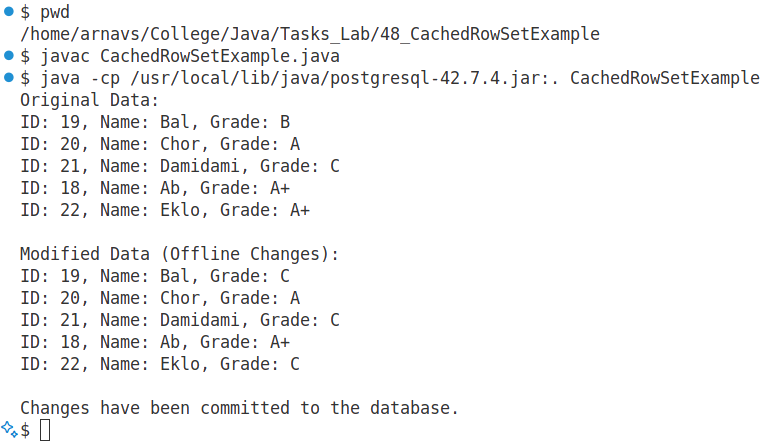 $ pwd
/home/arnavs/College/Java/Tasks_Lab/48_CachedRowSetExample
$ javac CachedRowSetExample.java
$ java -cp /usr/local/lib/java/postgresql-42.7.4.jar:. CachedRowSetExample
Original Data:
ID: 19, Name: Bal, Grade: B
ID: 20, Name: Chor, Grade: A
ID: 21, Name: Damidami, Grade: C
ID: 18, Name: Ab, Grade: A+
ID: 22, Name: Eklo, Grade: A+

Modified Data (Offline Changes):
ID: 19, Name: Bal, Grade: C
ID: 20, Name: Chor, Grade: A
ID: 21, Name: Damidami, Grade: C
ID: 18, Name: Ab, Grade: A+
ID: 22, Name: Eklo, Grade: C

Changes have been committed to the database.
$